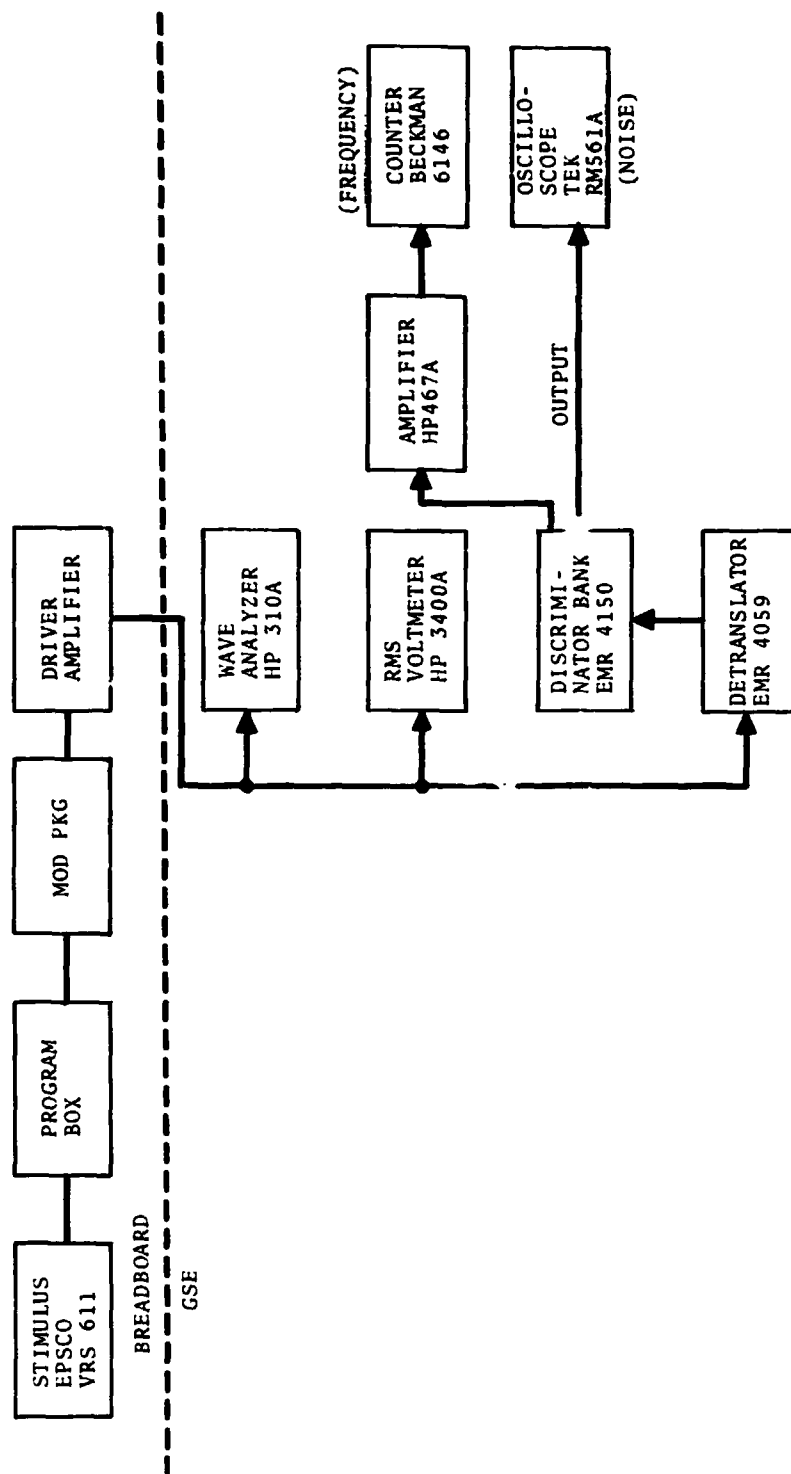 STIMULUS
EPSCO
VRS 611
PROGRAM
BOX
MOD PKG
DRIVER
AMPLIFIER
BREADBOARD
GSE
WAVE
ANALYZER
HP 310A
RMS
VOLTMETER
HP 3400A
AMPLIFIER
HP467A
(FREQUENCY)
COUNTER
BECKMAN
6146
DISCRIMI-
NATOR BANK
EMR 4150
OUTPUT
OSCILLO-
SCOPE
TEK
RM561A
(NOISE)
DETRANSLATOR
EMR 4059